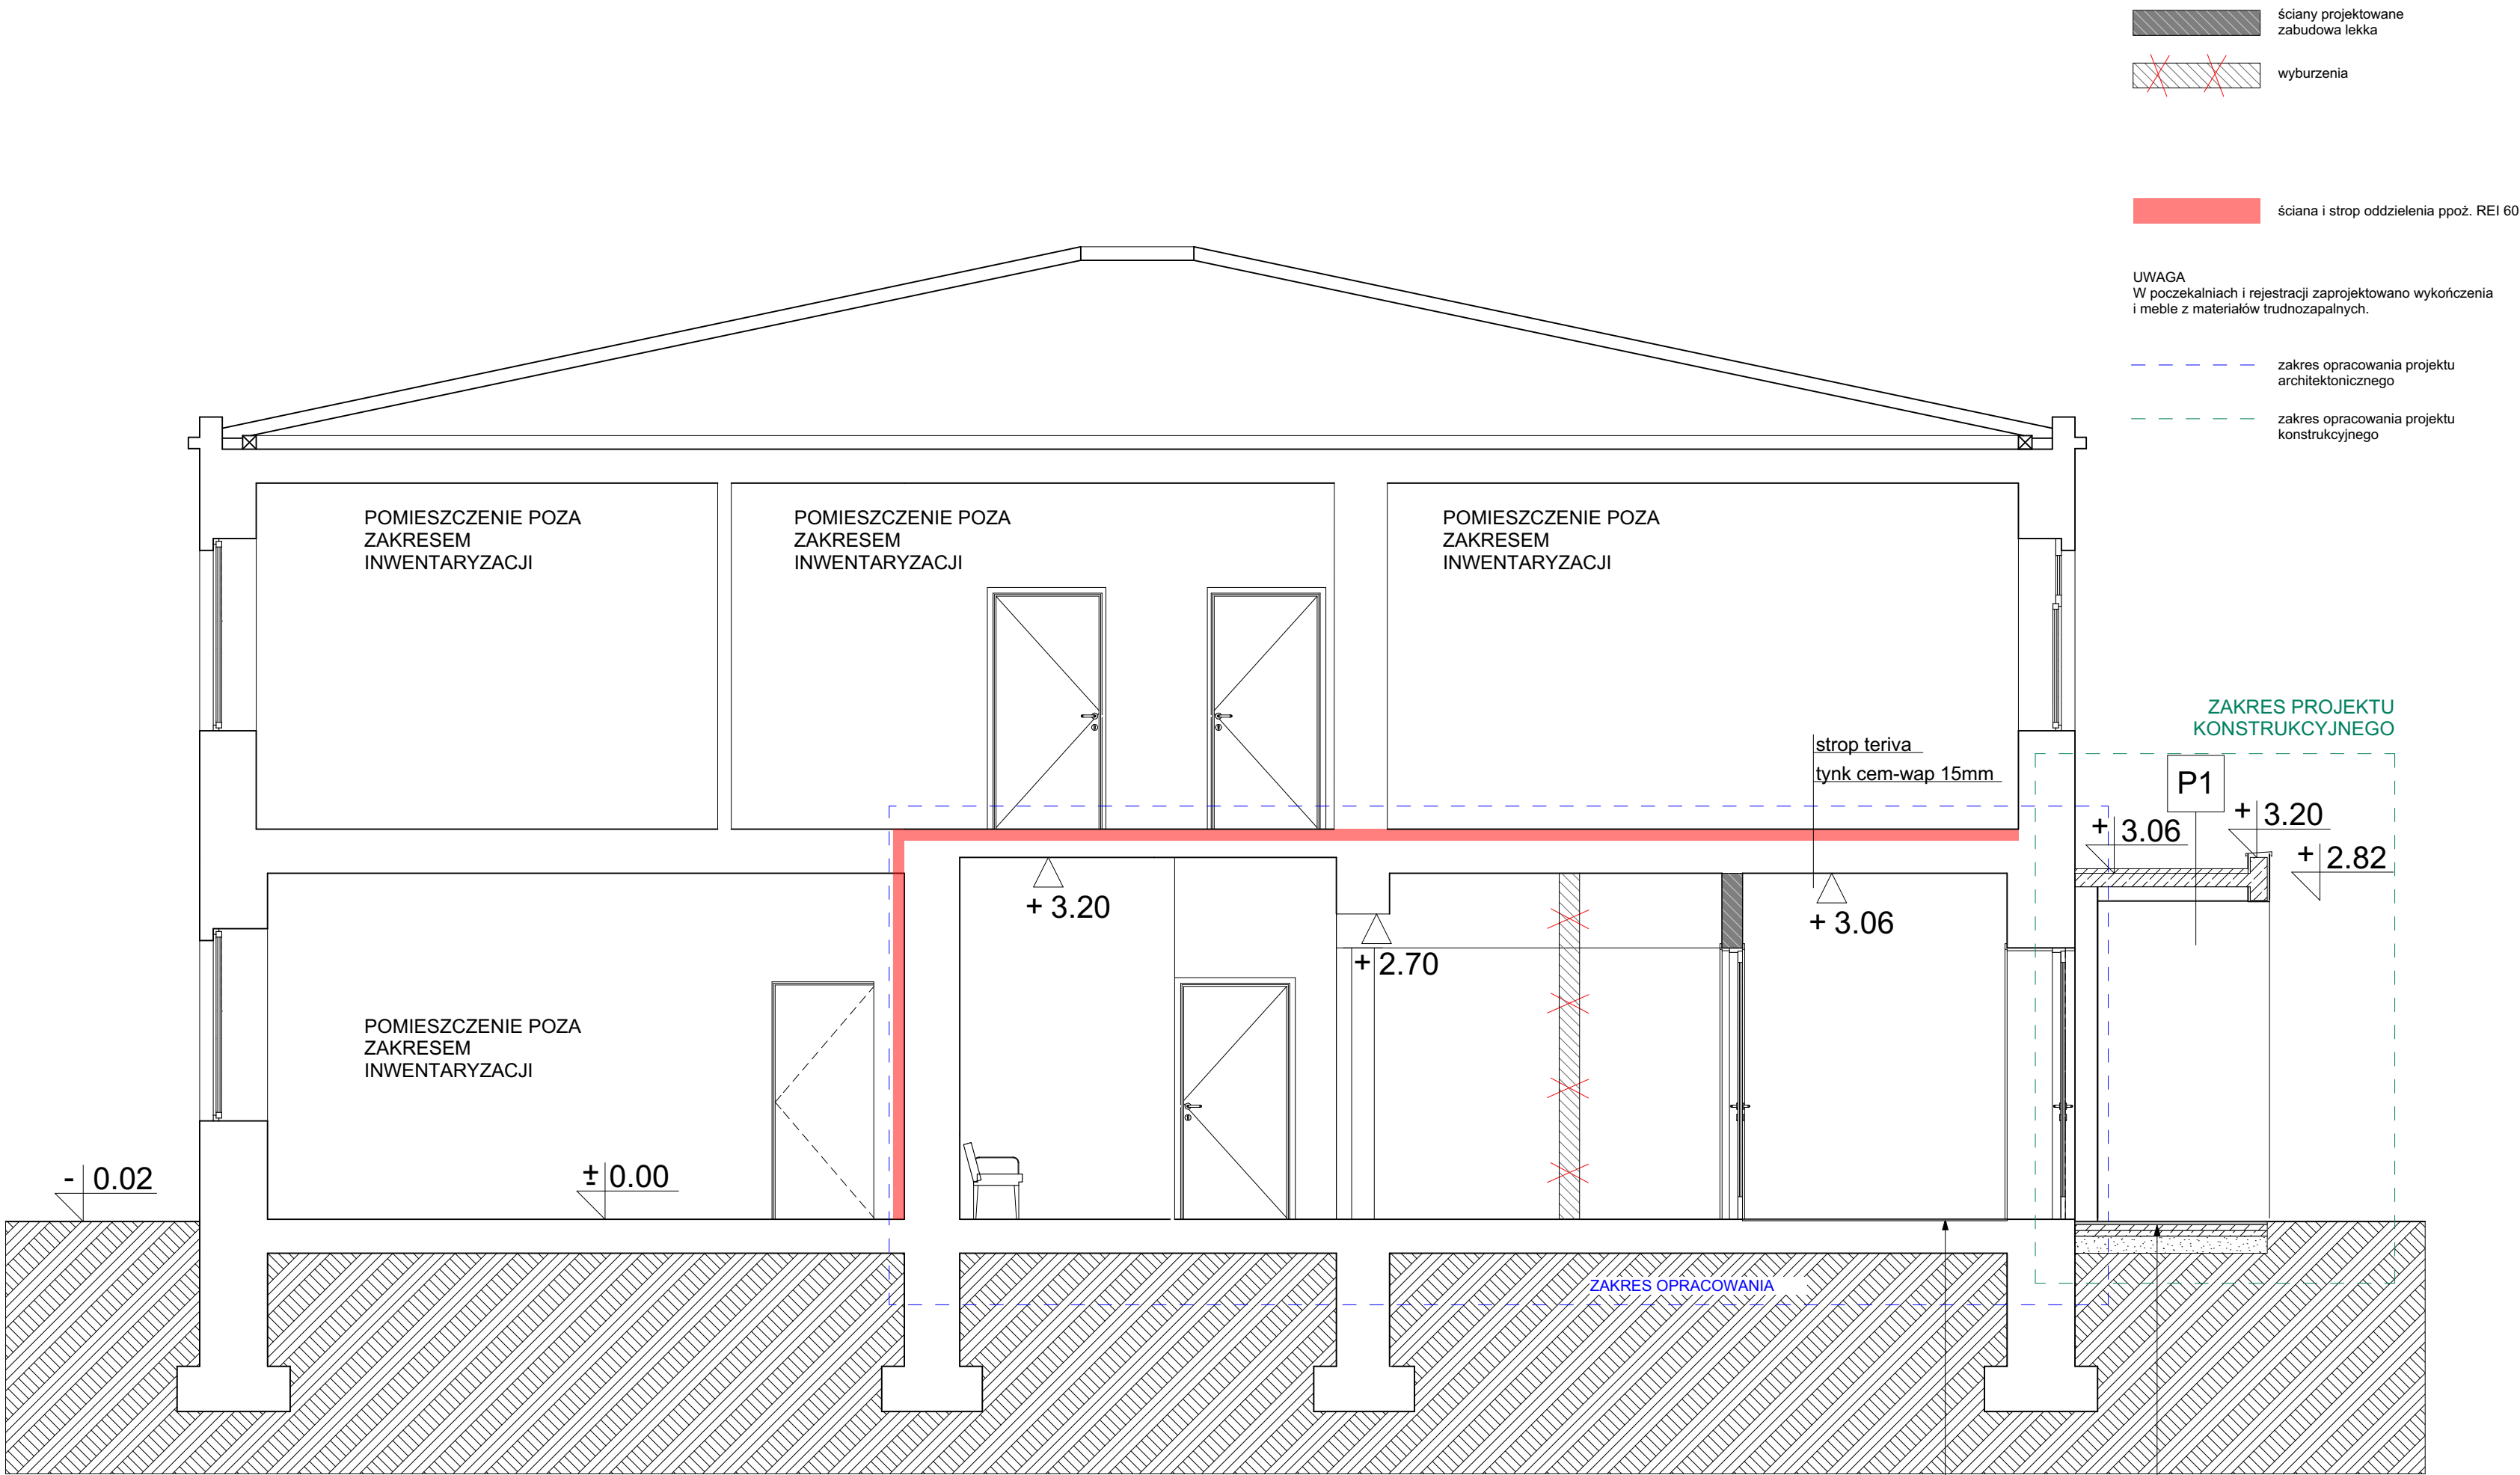 ściany projektowane
zabudowa lekka
wyburzenia
ściana i strop oddzielenia ppoż. REI 60
UWAGA
W poczekalniach i rejestracji zaprojektowano wykończenia
i meble z materiałów trudnozapalnych.
zakres opracowania projektu
architektonicznego
zakres opracowania projektu
konstrukcyjnego
POMIESZCZENIE POZA
ZAKRESEM
INWENTARYZACJI
POMIESZCZENIE POZA
ZAKRESEM
INWENTARYZACJI
POMIESZCZENIE POZA
ZAKRESEM
INWENTARYZACJI
ZAKRES PROJEKTU
KONSTRUKCYJNEGO
strop teriva
tynk cem-wap 15mm
P1
+ 3.06
+ 3.20
+ 2.82
+ 3.20
+ 2.70
+ 3.06
POMIESZCZENIE POZA
ZAKRESEM
INWENTARYZACJI
- 0.02
± 0.00
ZAKRES OPRACOWANIA